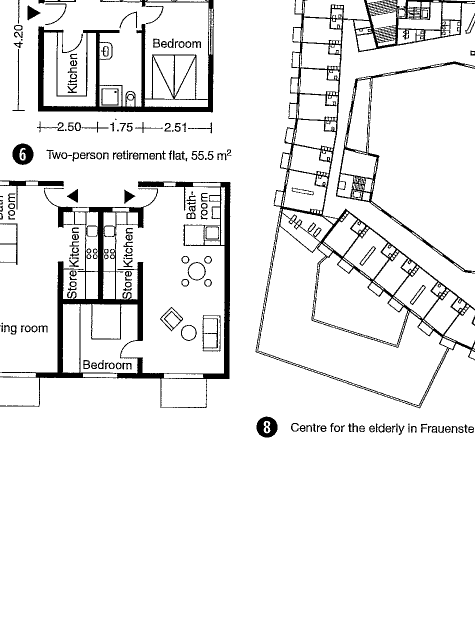 4.20
Bedroom
Kitchen
2.50 1.75 2.51
6 Two-person retirement flat, 55.5 m²
room
Kitchen
Kitchen
Bath-
room
Store
Store
ring room
Bedroom
8 Centre for the elderly in Frauenste